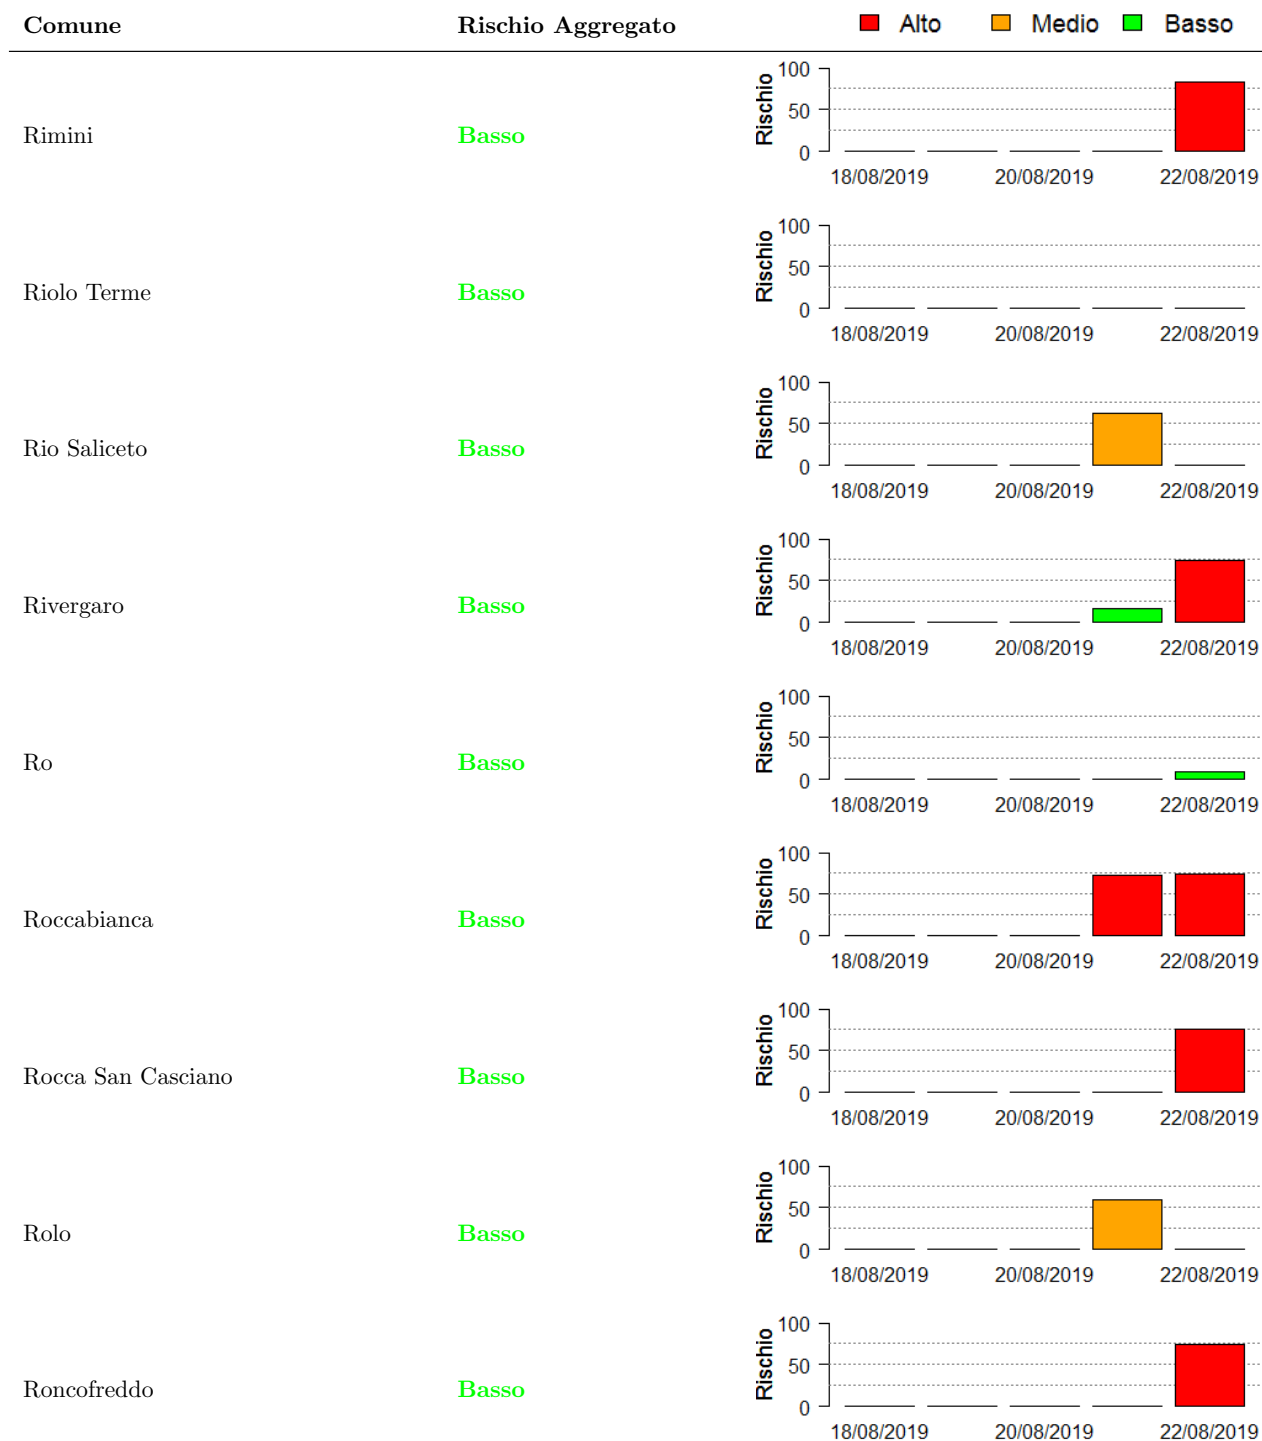 Comune Rischio Aggregato Alto Medio Basso
100
50
0
Rischio
Rimini Basso
18/08/2019 20/08/2019 22/08/2019
100
50
0
Rischio
Riolo Terme Basso
18/08/2019 20/08/2019 22/08/2019
100
50
0
Rischio
Rio Saliceto Basso
18/08/2019 20/08/2019 22/08/2019
100
50
0
Rischio
Rivergaro Basso
18/08/2019 20/08/2019 22/08/2019
100
50
0
Rischio
Ro Basso
18/08/2019 20/08/2019 22/08/2019
100
50
0
Rischio
Roccabianca Basso
18/08/2019 20/08/2019 22/08/2019
100
50
0
Rischio
Rocca San Casciano Basso
18/08/2019 20/08/2019 22/08/2019
100
50
0
Rischio
Rolo Basso
18/08/2019 20/08/2019 22/08/2019
100
50
0
Rischio
Roncofreddo Basso
18/08/2019 20/08/2019 22/08/2019